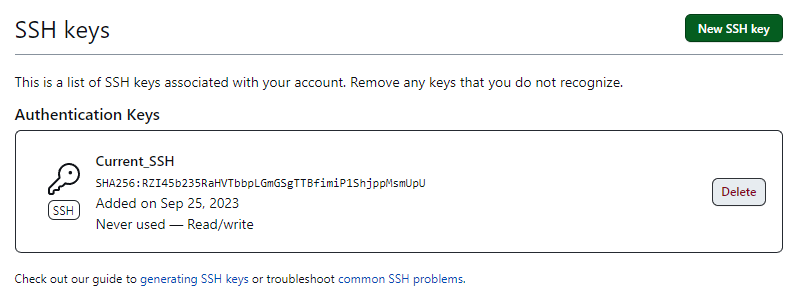 SSH keys
New SSH key
This is a list of SSH keys associated with your account. Remove any keys that you do not recognize.
Authentication Keys
Current_SSH
SHA256:RZI45b235RaHVTbbpLGmGSgTTBfimiP1ShjppMsmUpU
SSH
Added on Sep 25, 2023
Never used — Read/write
Delete
Check out our guide to generating SSH keys or troubleshoot common SSH problems.